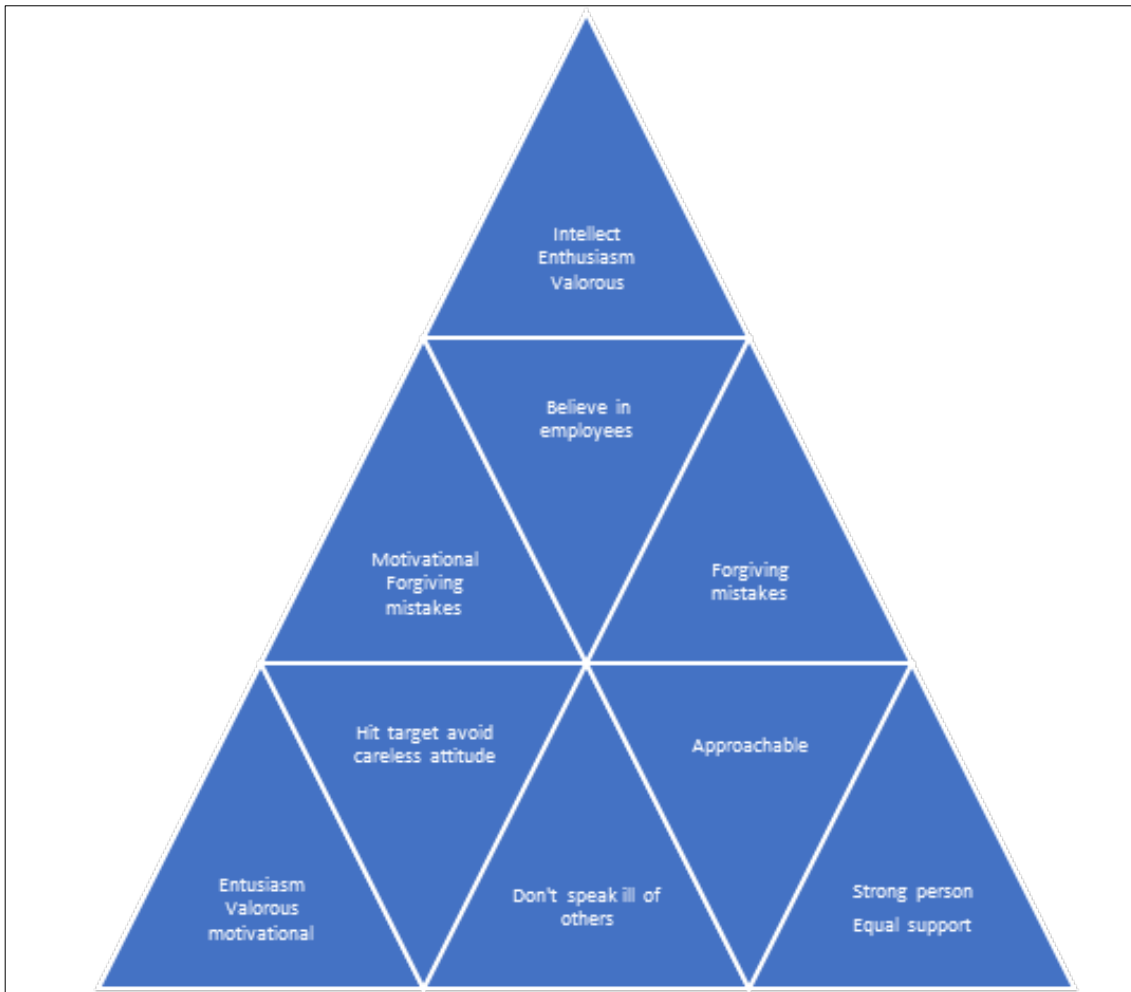 Intellect
Enthusiasm
Valorous
Believe in
employees
Motivational
Forgiving
mistakes
Forgiving
mistakes
Hit target avoid
careless attitude
Approachable
Entusiasm
Valorous
motivational
Don't speak ill of
others
Strong person
Equal support